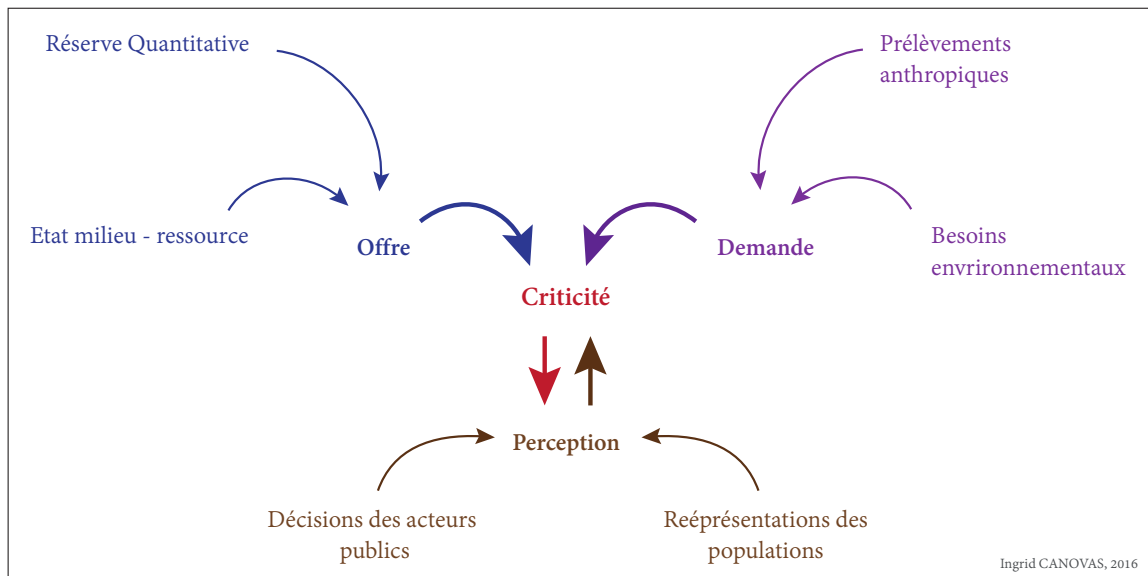 Réserve Quantitative
Prélèvements
anthropiques
Etat milieu - ressource
Offre
Demande
Besoins
envrironnementaux
Criticité
Perception
Décisions des acteurs
publics
Reéprésentations des
populations
Ingrid CANOVAS, 2016